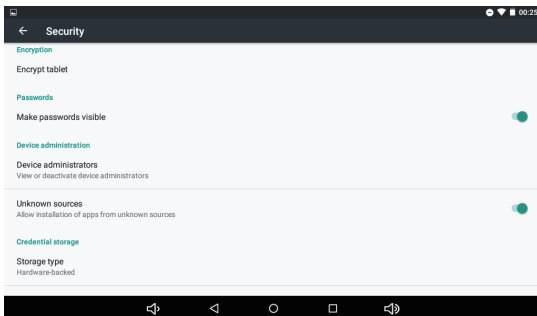 00:25
Security
Encryption
Encrypt tablet
Passwords
Make passwords visible
Device administration
Device administrators
View or deactivate device administrators
Unknown sources
Allow installation of apps from unknown sources
Credential storage
Storage type
Hardware-backed